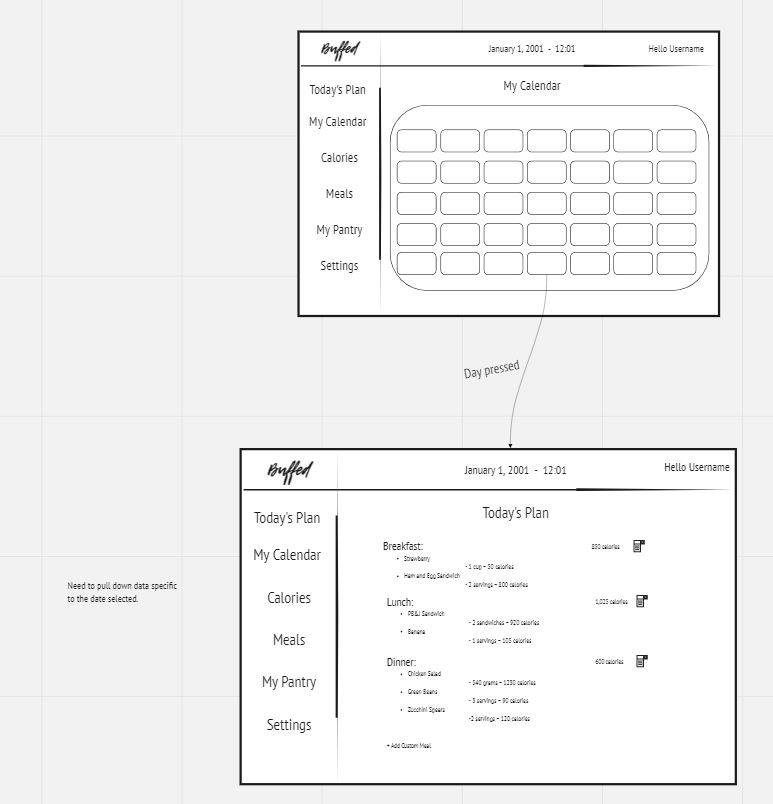 Buffed
January 1, 2001 - 12:01
Hello Username
Today's Plan
My Calendar
Calories
Meals
My Pantry
Settings
My Calendar
Day pressed
Buffed
January 1, 2001 - 12:01
Hello Username
Today's Plan
My Calendar
Calories
Meals
My Pantry
Settings
Today's Plan
Breakfast:
850 calories
• Strawberry
- 1 cup – 50 calories
• Ham and Egg Sandwich
- 2 servings – 800 calories
Lunch:
1,025 calories
• PB&J Sandwich
- 2 sandwiches – 920 calories
• Banana
- 1 servings – 105 calories
Dinner:
600 calories
• Chicken Salad
- 540 grams – 1230 calories
• Green Beans
- 3 servings – 90 calories
• Zucchini Spears
-2 servings – 120 calories
+ Add Custom Meal
Need to pull down data specific
to the date selected.